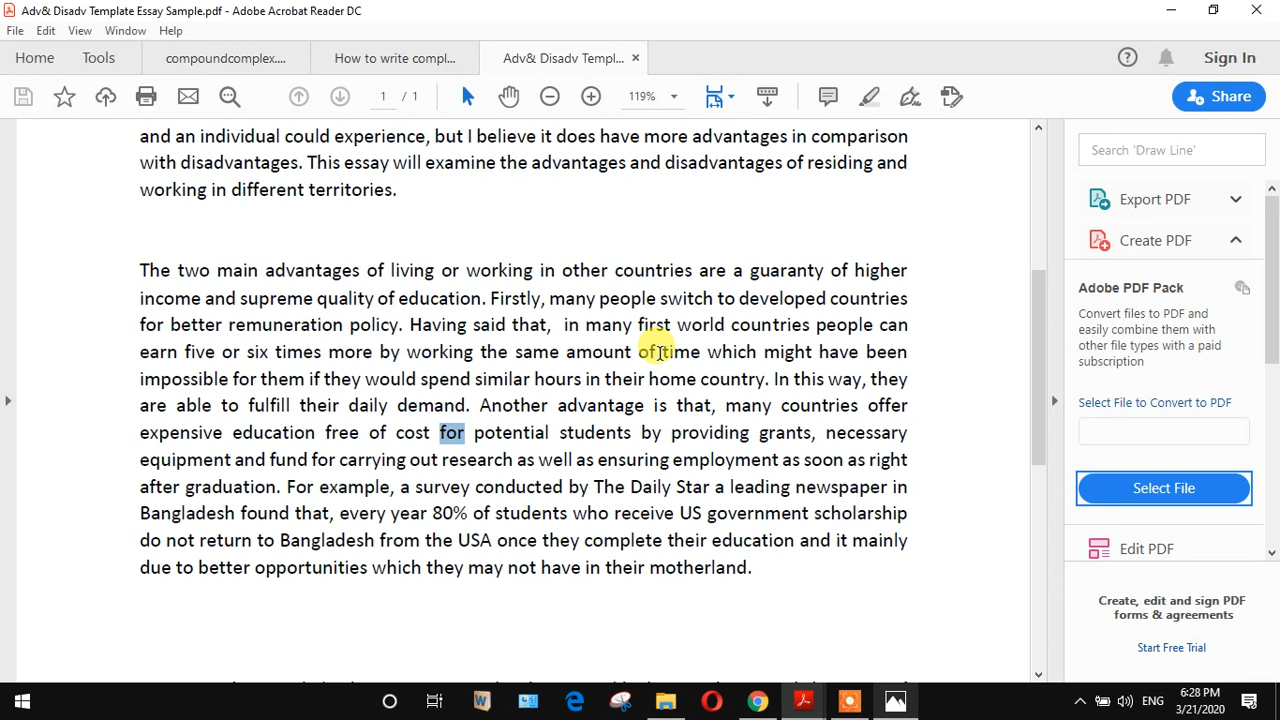 Adv& Disadv Template Essay Sample.pdf - Adobe Acrobat Reader DC
File Edit View Window Help
Home Tools compoundcomplex.... How to write compl... Adv& Disadv Templ... Sign In
1 / 1 119% Share
and an individual could experience, but I believe it does have more advantages in comparison
with disadvantages. This essay will examine the advantages and disadvantages of residing and
working in different territories.
The two main advantages of living or working in other countries are a guaranty of higher
income and supreme quality of education. Firstly, many people switch to developed countries
for better remuneration policy. Having said that, in many first world countries people can
earn five or six times more by working the same amount of time which might have been
impossible for them if they would spend similar hours in their home country. In this way, they
are able to fulfill their daily demand. Another advantage is that, many countries offer
expensive education free of cost for potential students by providing grants, necessary
equipment and fund for carrying out research as well as ensuring employment as soon as right
after graduation. For example, a survey conducted by The Daily Star a leading newspaper in
Bangladesh found that, every year 80% of students who receive US government scholarship
do not return to Bangladesh from the USA once they complete their education and it mainly
due to better opportunities which they may not have in their motherland.
Search 'Draw Line'
Export PDF
Create PDF
Adobe PDF Pack
Convert files to PDF and
easily combine them with
other file types with a paid
subscription
Select File to Convert to PDF
Select File
Edit PDF
Create, edit and sign PDF
forms & agreements
Start Free Trial
ENG 6:28 PM
3/21/2020